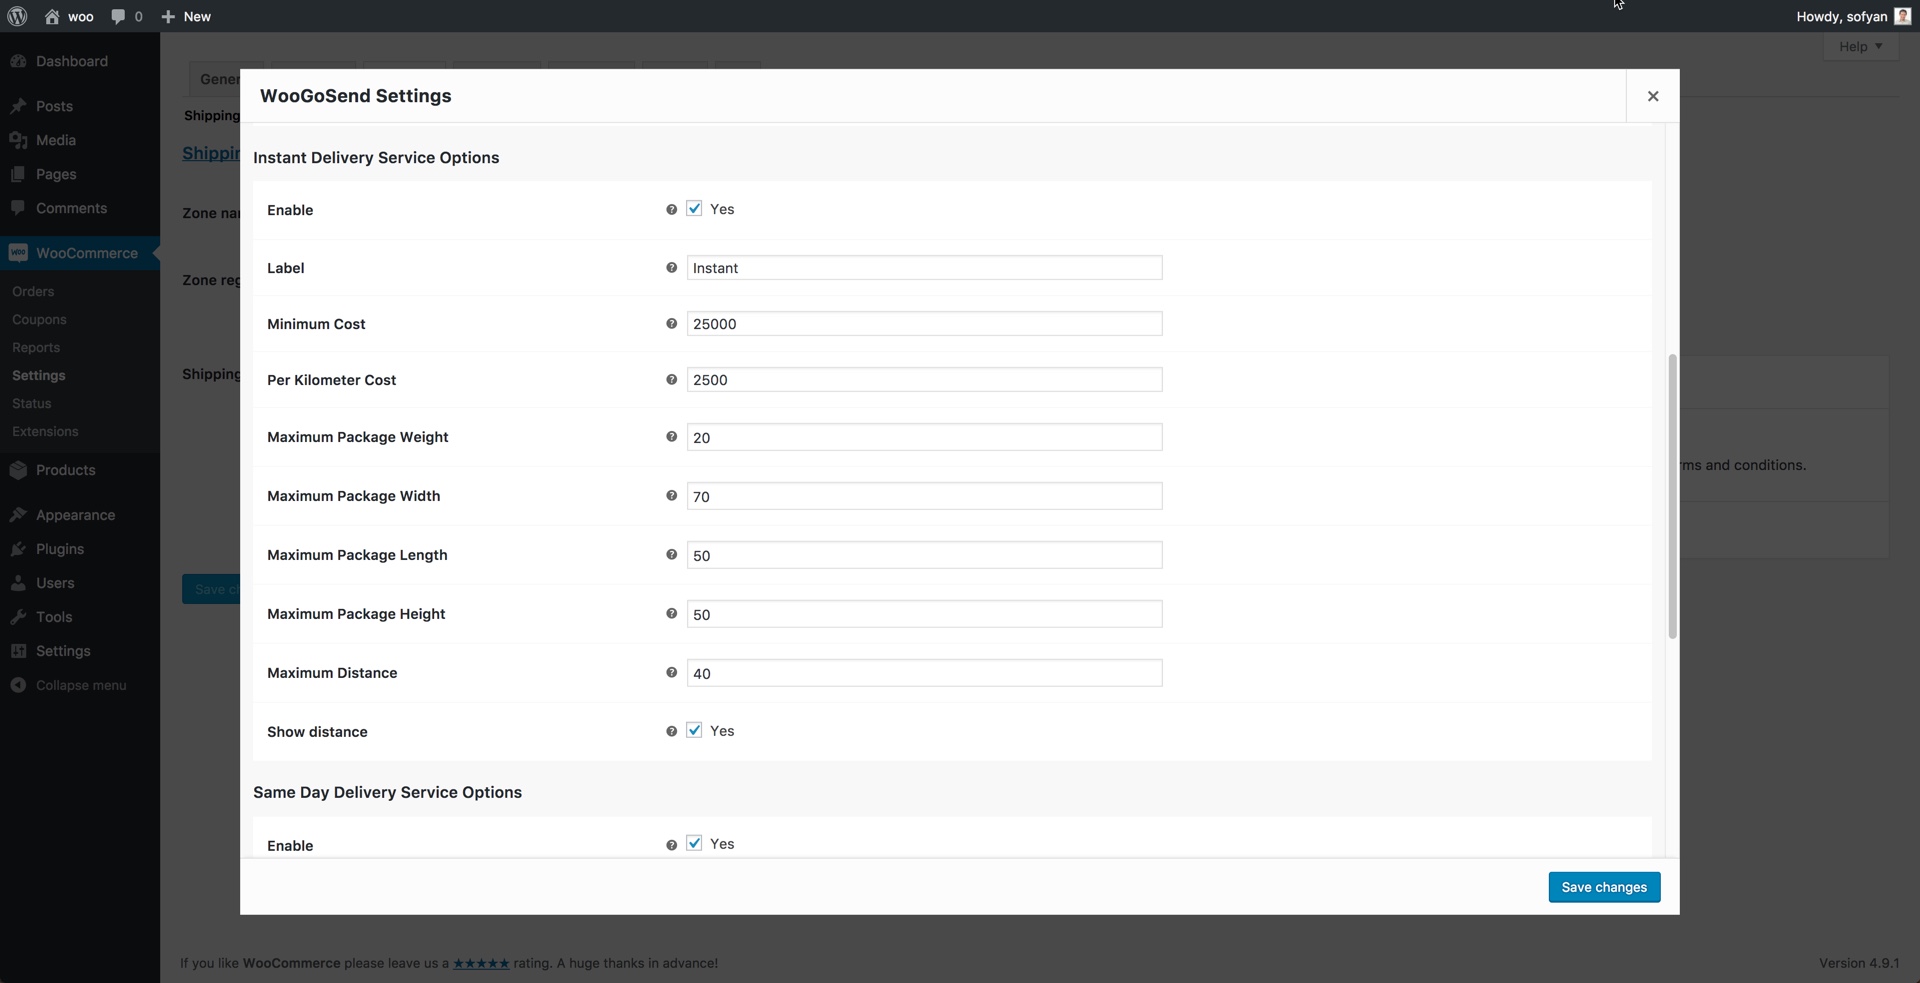 woo 0 New Howdy, sofyan
Help
Dashboard
Posts
Media
Pages
Comments
WooCommerce
Orders
Coupons
Reports
Settings
Status
Extensions
Products
Appearance
Plugins
Users
Tools
Settings
Collapse menu
Gener
Shipping
Shippin
Zone nar
Zone reg
Shipping
Save ch
WooGoSend Settings
Instant Delivery Service Options
Enable Yes
Label Instant
Minimum Cost 25000
Per Kilometer Cost 2500
Maximum Package Weight 20
Maximum Package Width 70
Maximum Package Length 50
Maximum Package Height 50
Maximum Distance 40
Show distance Yes
Same Day Delivery Service Options
Enable Yes
Save changes
ms and conditions.
If you like WooCommerce please leave us a ★★★★★ rating. A huge thanks in advance!
Version 4.9.1